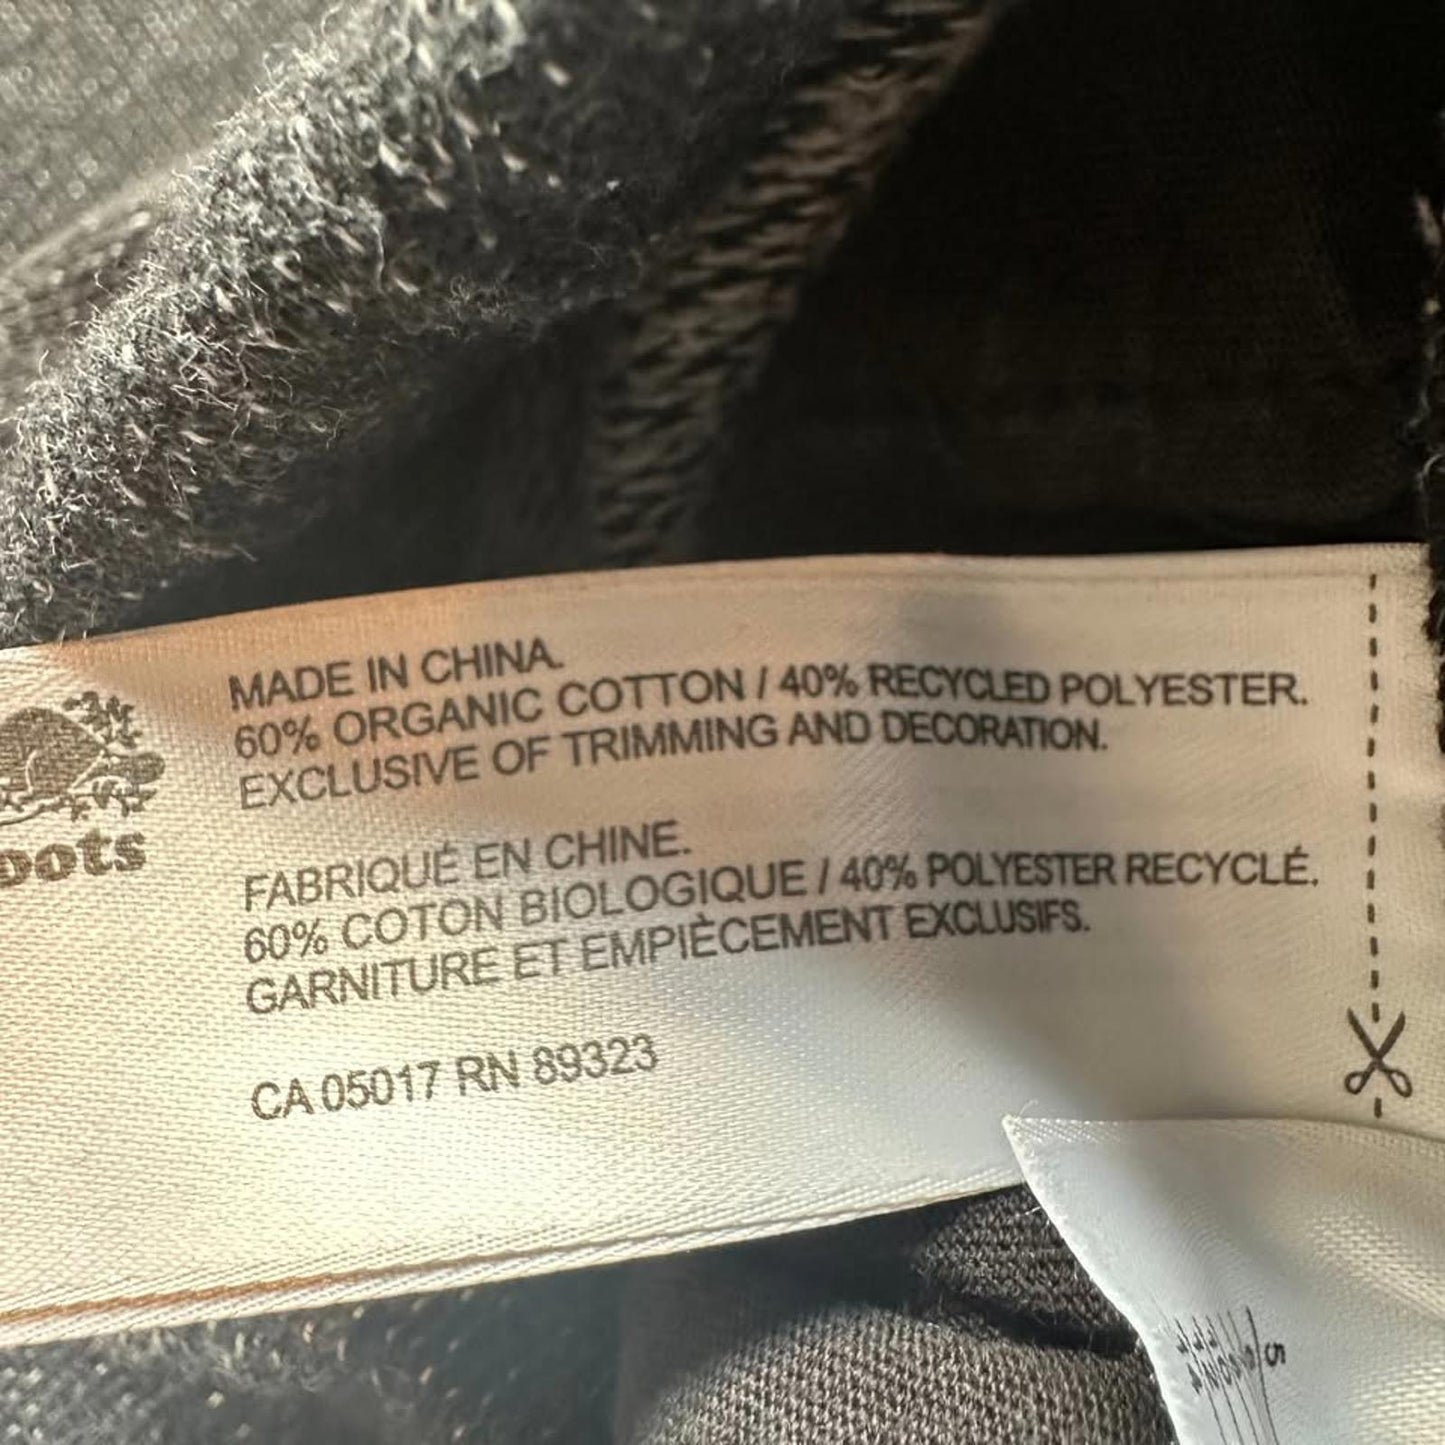 MADE IN CHINA.
60% ORGANIC COTTON / 40% RECYCLED POLYESTER.
EXCLUSIVE OF TRIMMING AND DECORATION.
FABRIQUÉ EN CHINE.
60% COTON BIOLOGIQUE / 40% POLYESTER RECYCLÉ.
GARNITURE ET EMPIÈCEMENT EXCLUSIFS.
CA 05017 RN 89323
oots